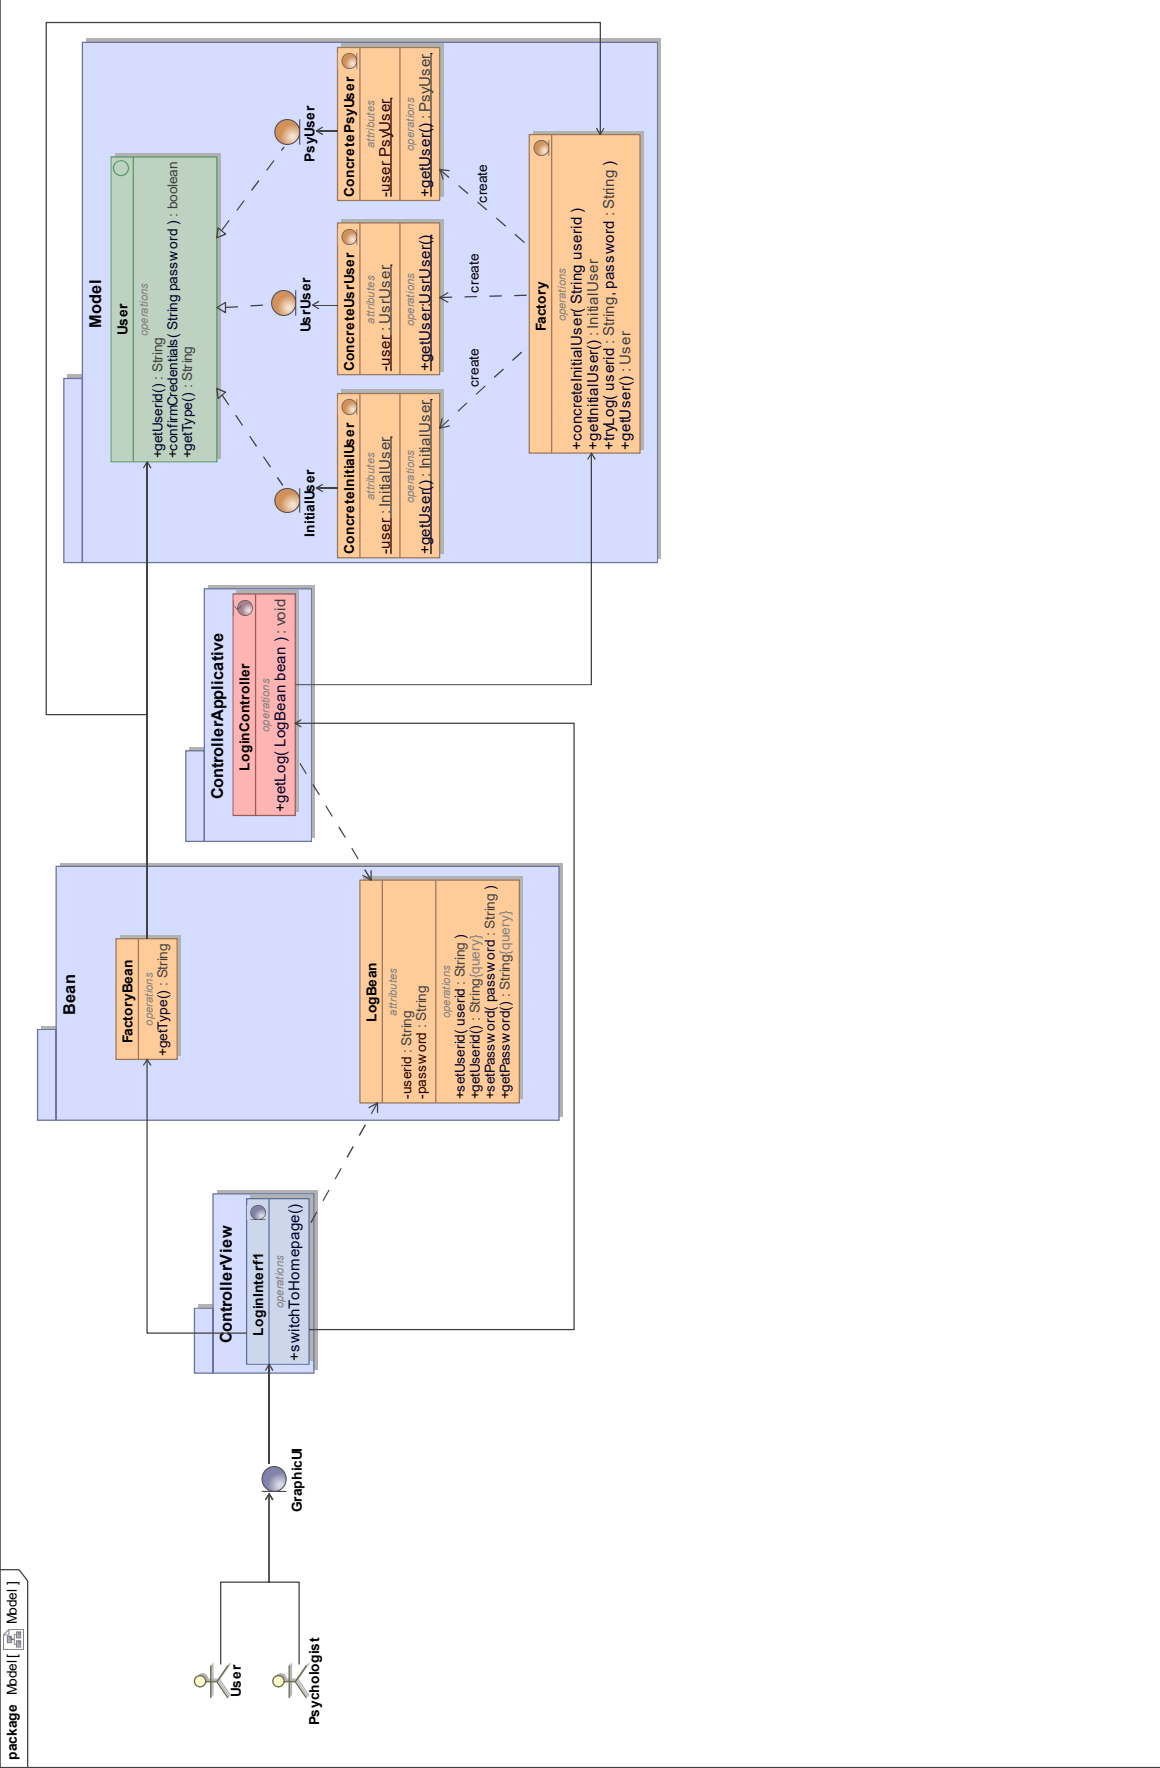 package Model [ Model ]
User
Psychologist
GraphicUI
ControllerView
LoginInterf1
operations
+switchToHomepage()
Bean
FactoryBean
operations
+getType() : String
LogBean
attributes
-userid : String
-password : String
operations
+setUserid( userid : String )
+getUserid() : String{query}
+setPassword( password : String )
+getPassword() : String{query}
ControllerApplicative
LoginController
operations
+getLog( LogBean bean ) : void
Model
User
operations
+getUserid() : String
+confirmCredentials( String password ) : boolean
+getType() : String
InitialUser
UsrUser
PsyUser
ConcreteInitialUser
attributes
-user : InitialUser
operations
+getUser() : InitialUser
ConcreteUsrUser
attributes
-user : UsrUser
operations
+getUser:UsrUser()
ConcretePsyUser
attributes
-user PsyUser
operations
+getUser() : PsyUser
create
create
create
Factory
operations
+concreteInitialUser( String userid )
+getInitialUser() : InitialUser
+tryLog( userid : String, password : String )
+getUser() : User